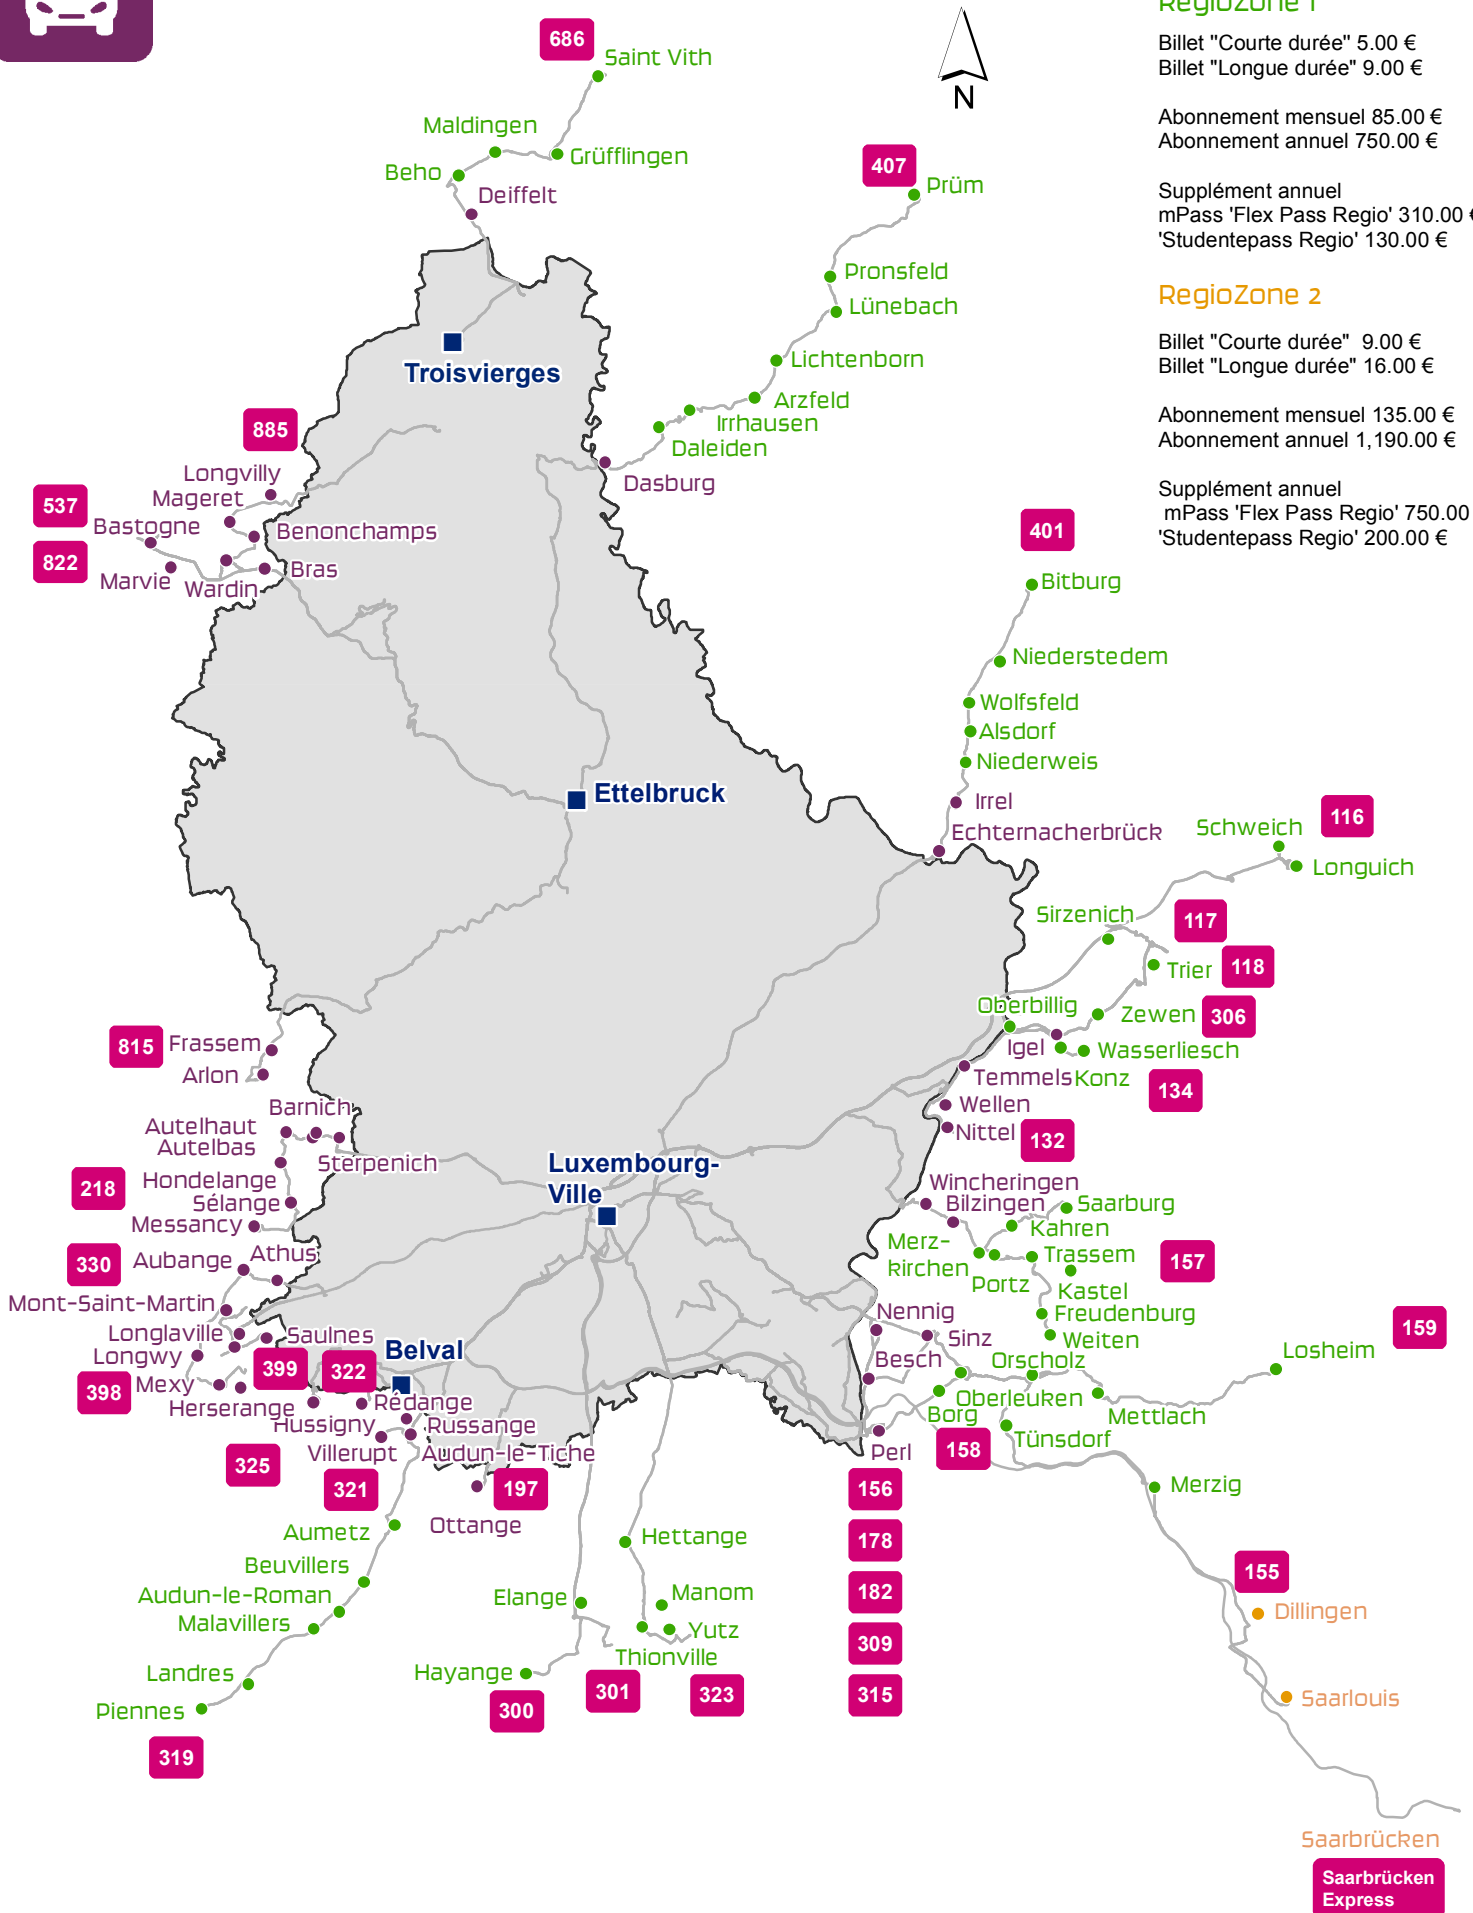 RegioZone 1
Billet "Courte durée" 5.00 €
Billet "Longue durée" 9.00 €
Abonnement mensuel 85.00 €
Abonnement annuel 750.00 €
Supplément annuel
mPass 'Flex Pass Regio' 310.00 €
'Studentepass Regio' 130.00 €
RegioZone 2
Billet "Courte durée"  9.00 €
Billet "Longue durée" 16.00 €
Abonnement mensuel 135.00 €
Abonnement annuel 1,190.00 €
Supplément annuel
mPass 'Flex Pass Regio' 750.00
'Studentepass Regio' 200.00 €
N
686
Saint Vith
Maldingen
Grüfflingen
Beho
Deiffelt
407
Prüm
Pronsfeld
Lünebach
Lichtenborn
Arzfeld
Irrhausen
Daleiden
Dasburg
Troisvierges
885
Longvilly
Mageret
537
Bastogne
Benonchamps
822
Marvie
Wardin
Bras
401
Bitburg
Niederstedem
Wolfsfeld
Alsdorf
Niederweis
Irrel
Echternacherbrück
Ettelbruck
Schweich
116
Longuich
Sirzenich
117
Trier
118
Oberbillig
Zewen
306
Igel
Wasserliesch
Temmels
Konz
134
Wellen
Nittel
132
815
Frassem
Arlon
Barnich
Autelhaut
Autelbas
Sterpenich
Hondelange
218
Sélange
Messancy
330
Aubange
Athus
Mont-Saint-Martin
Longlaville
Saulnes
Longwy
399
322
398
Mexy
Herserange
Luxembourg-
Ville
Belval
Wincheringen
Bilzingen
Saarburg
Kahren
Merz-
kirchen
Trassem
157
Portz
Kastel
Freudenburg
Weiten
Nennig
Sinz
Besch
Orscholz
159
Losheim
Oberleuken
Borg
Mettlach
Tünsdorf
Perl
158
Merzig
Rédange
Hussigny
Russange
Villerupt
Audun-le-Tiche
325
321
197
Ottange
156
178
182
309
315
Aumetz
Beuvillers
Audun-le-Roman
Malavillers
Landres
Piennes
319
Hettange
Elange
Manom
Yutz
Thionville
Hayange
300
301
323
155
Dillingen
Saarlouis
Saarbrücken
Saarbrücken
Express